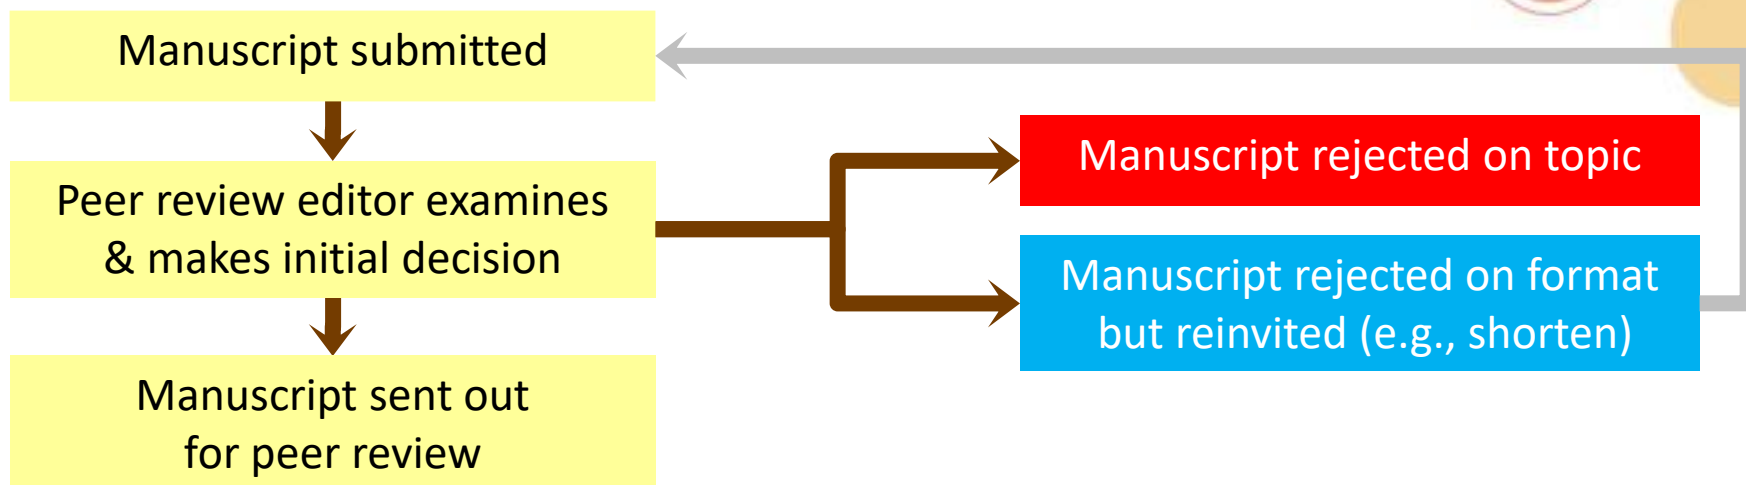 Manuscript submitted
Peer review editor examines
& makes initial decision
Manuscript sent out
for peer review
Manuscript rejected on topic
Manuscript rejected on format
but reinvited (e.g., shorten)